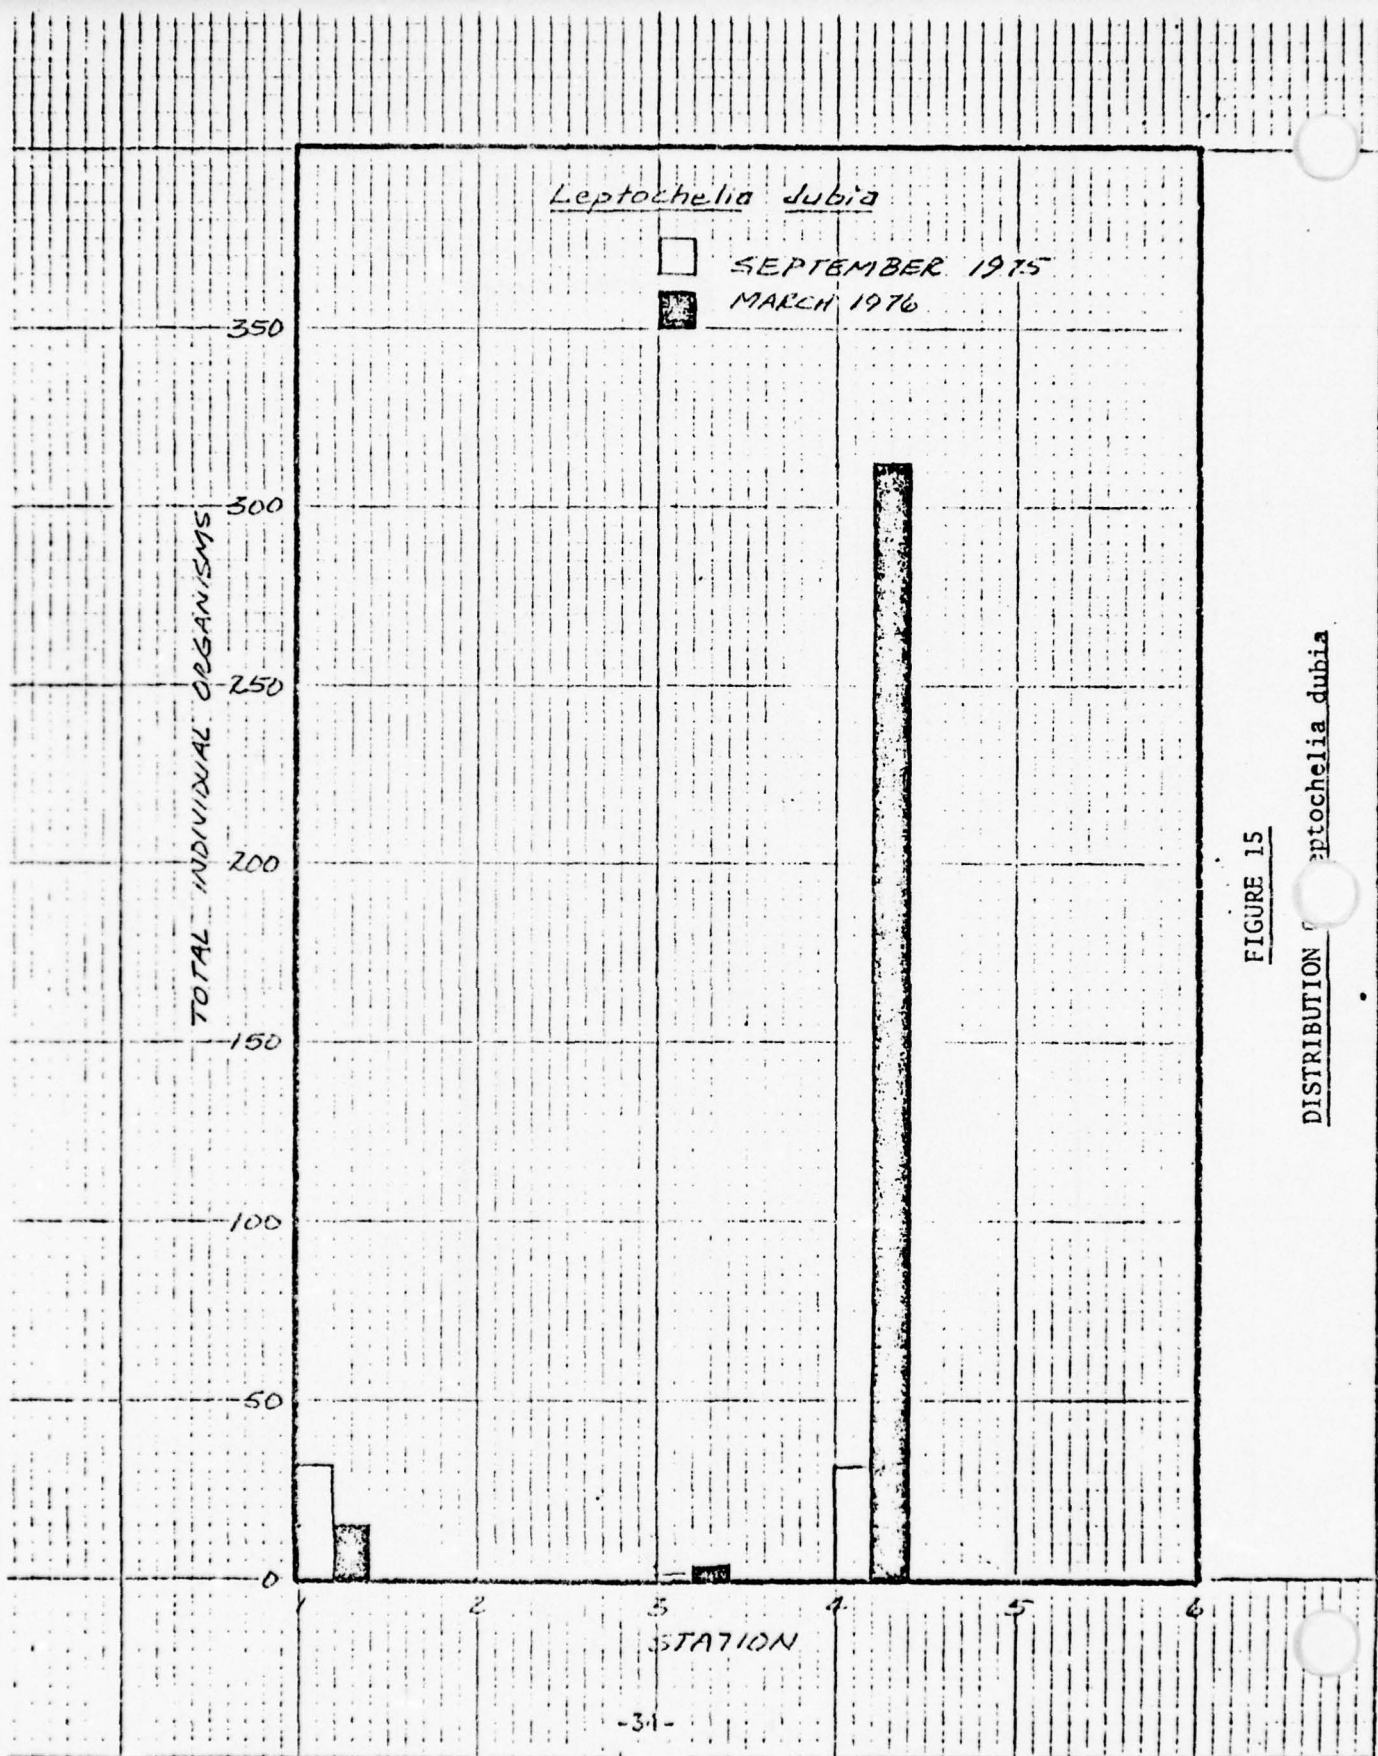 Leptochelia dubia
SEPTEMBER 1975
MARCH 1976
350
300
250
200
150
100
50
0
TOTAL INDIVIDUAL ORGANISMS
1 2 3 4 5 6
STATION
FIGURE 15
DISTRIBUTION eptochelia dubia